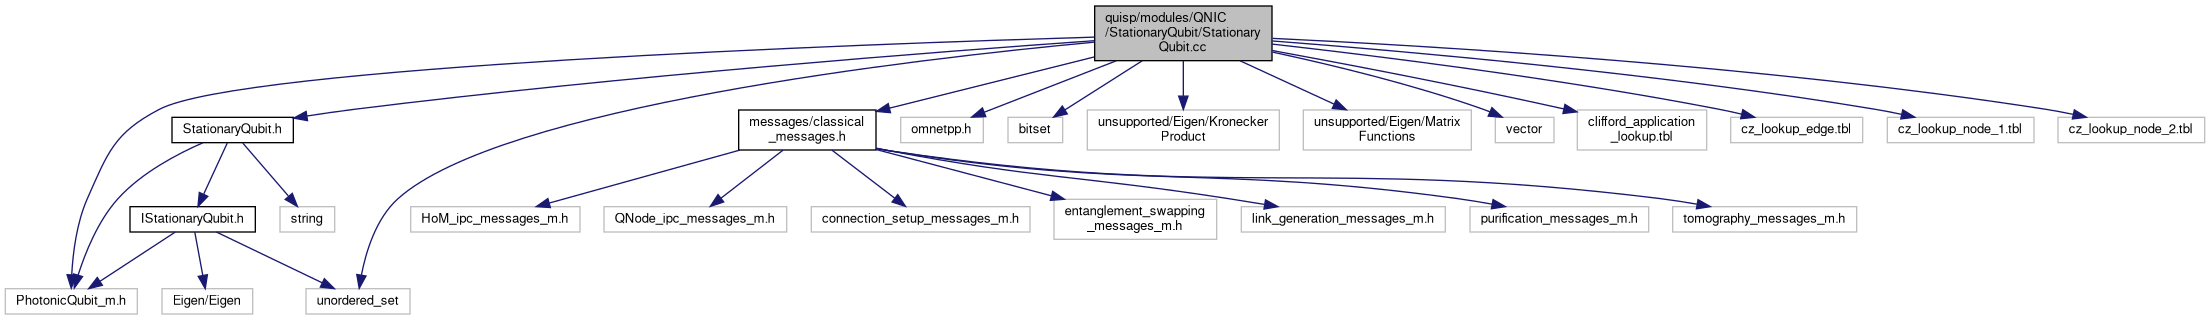 quisp/modules/QNIC
/StationaryQubit/Stationary
Qubit.cc
StationaryQubit.h
messages/classical
_messages.h
omnetpp.h
bitset
unsupported/Eigen/Kronecker
Product
unsupported/Eigen/Matrix
Functions
vector
clifford_application
_lookup.tbl
cz_lookup_edge.tbl
cz_lookup_node_1.tbl
cz_lookup_node_2.tbl
IStationaryQubit.h
string
HoM_ipc_messages_m.h
QNode_ipc_messages_m.h
connection_setup_messages_m.h
entanglement_swapping
_messages_m.h
link_generation_messages_m.h
purification_messages_m.h
tomography_messages_m.h
PhotonicQubit_m.h
Eigen/Eigen
unordered_set